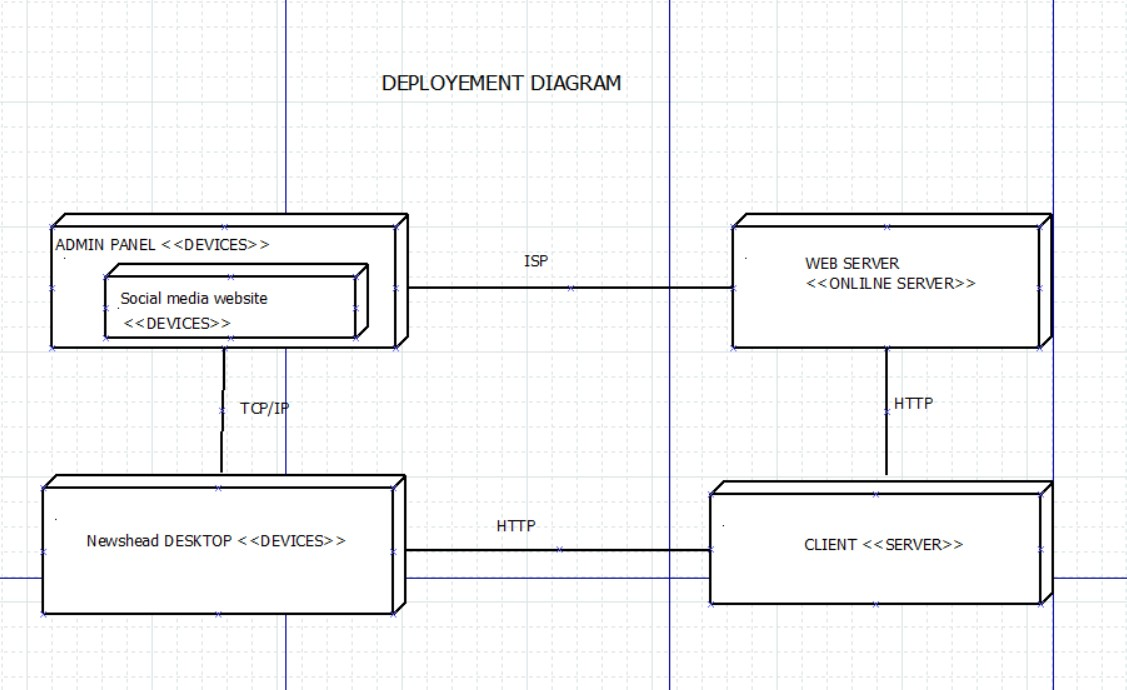 DEPLOYEMENT DIAGRAM
ADMIN PANEL <<DEVICES>>
Social media website
<<DEVICES>>
ISP
WEB SERVER
<<ONLILNE SERVER>>
TCP/IP
HTTP
Newshead DESKTOP <<DEVICES>>
HTTP
CLIENT <<SERVER>>